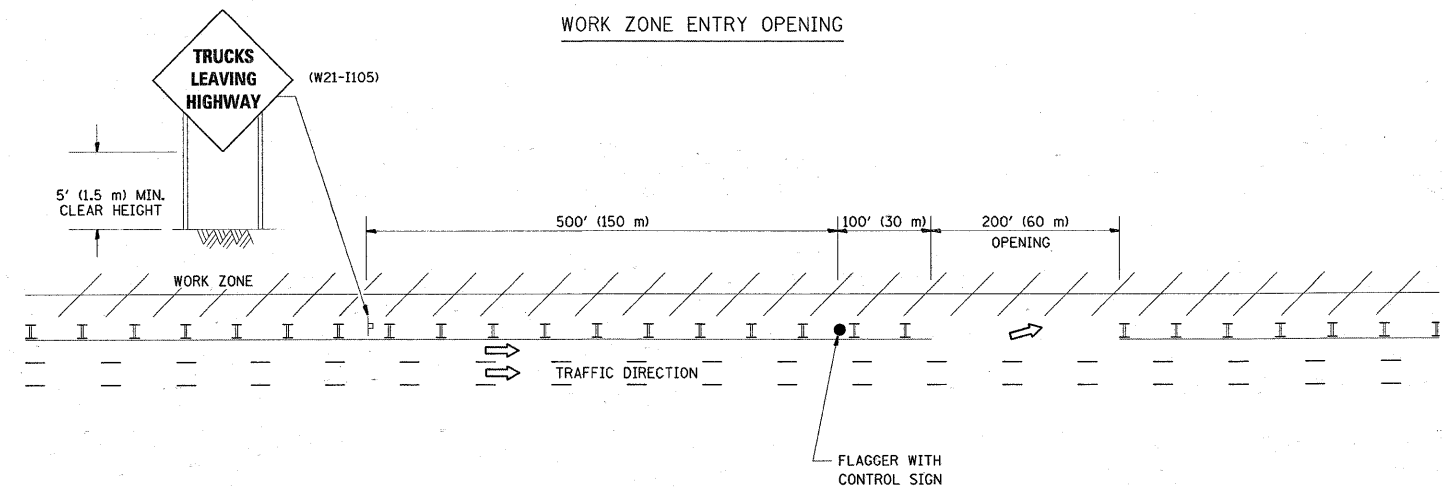 WORK ZONE ENTRY OPENING
TRUCKS
LEAVING
HIGHWAY
(W21-I105)
5' (1.5 m) MIN.
CLEAR HEIGHT
500' (150 m)
100' (30 m)
200' (60 m)
OPENING
WORK ZONE
TRAFFIC DIRECTION
FLAGGER WITH
CONTROL SIGN